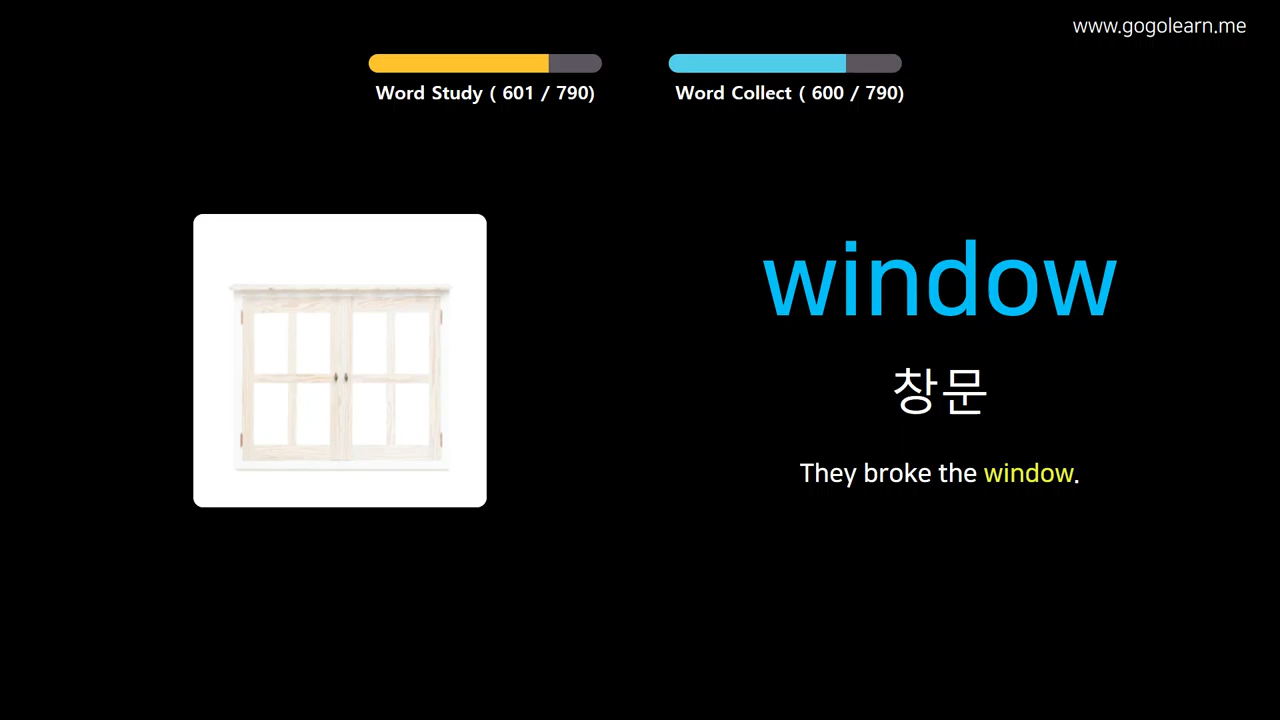 www.gogolearn.me
Word Study ( 601 / 790)
Word Collect ( 600 / 790)
window
창문
They broke the window.